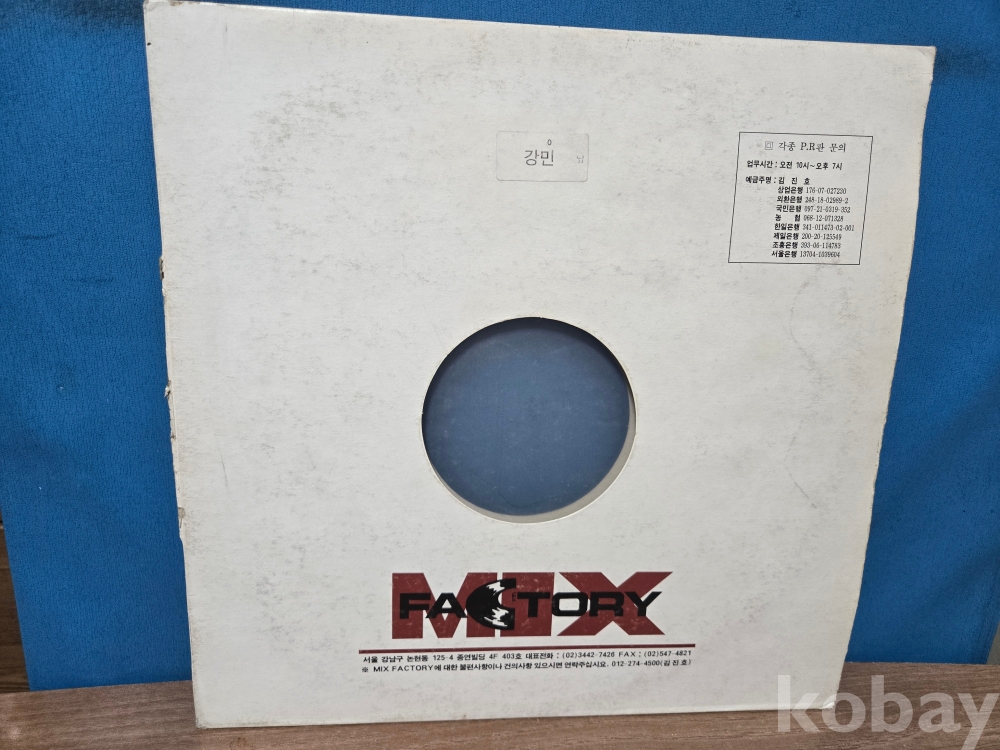 강민 님
回 각종 P.R판 문의
업무시간 : 오전 10시~오후 7시
예금주명 : 김 진 호
상업은행 176-07-027230
외환은행 248-18-02989-2
국민은행 097-21-0319-352
농 협 068-12-071328
한일은행 341-011473-02-001
제일은행 200-20-125549
조흥은행 393-06-114783
서울은행 13704-1039604
MIX
FACTORY
서울 강남구 논현동 125-4 종연빌딩 4F 403호 대표전화 : (02)3442-7426 FAX : (02)547-4821
※ MIX FACTORY에 대한 불편사항이나 건의사항 있으시면 연락주십시요. 012-274-4500(김진호)
kobay